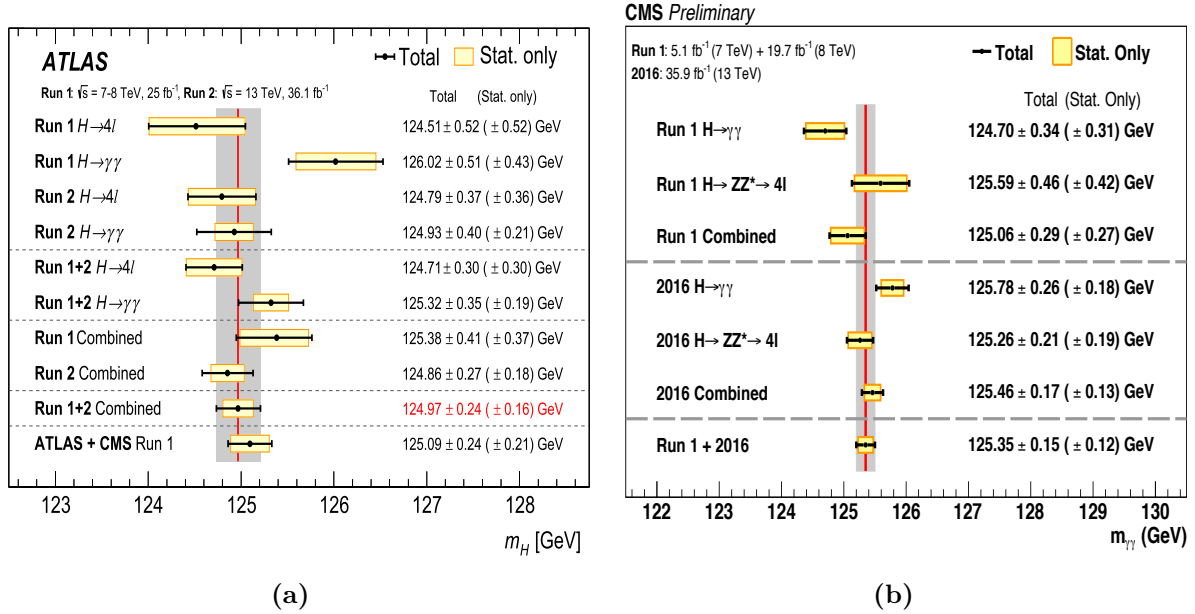 ATLAS
Total Stat. only
Run 1: √s = 7-8 TeV, 25 fb⁻¹, Run 2: √s = 13 TeV, 36.1 fb⁻¹
Total (Stat. only)
Run 1 H→4l 124.51 ± 0.52 ( ± 0.52) GeV
Run 1 H→γγ 126.02 ± 0.51 ( ± 0.43) GeV
Run 2 H→4l 124.79 ± 0.37 ( ± 0.36) GeV
Run 2 H→γγ 124.93 ± 0.40 ( ± 0.21) GeV
Run 1+2 H→4l 124.71 ± 0.30 ( ± 0.30) GeV
Run 1+2 H→γγ 125.32 ± 0.35 ( ± 0.19) GeV
Run 1 Combined 125.38 ± 0.41 ( ± 0.37) GeV
Run 2 Combined 124.86 ± 0.27 ( ± 0.18) GeV
Run 1+2 Combined 124.97 ± 0.24 ( ± 0.16) GeV
ATLAS + CMS Run 1 125.09 ± 0.24 ( ± 0.21) GeV
123 124 125 126 127 128
m_H [GeV]
(a)
CMS Preliminary
Run 1: 5.1 fb⁻¹ (7 TeV) + 19.7 fb⁻¹ (8 TeV)
2016: 35.9 fb⁻¹ (13 TeV)
Total Stat. Only
Total (Stat. Only)
Run 1 H→γγ 124.70 ± 0.34 ( ± 0.31) GeV
Run 1 H→ ZZ*→ 4l 125.59 ± 0.46 ( ± 0.42) GeV
Run 1 Combined 125.06 ± 0.29 ( ± 0.27) GeV
2016 H→γγ 125.78 ± 0.26 ( ± 0.18) GeV
2016 H→ ZZ*→ 4l 125.26 ± 0.21 ( ± 0.19) GeV
2016 Combined 125.46 ± 0.17 ( ± 0.13) GeV
Run 1 + 2016 125.35 ± 0.15 ( ± 0.12) GeV
122 123 124 125 126 127 128 129 130
m_γγ (GeV)
(b)